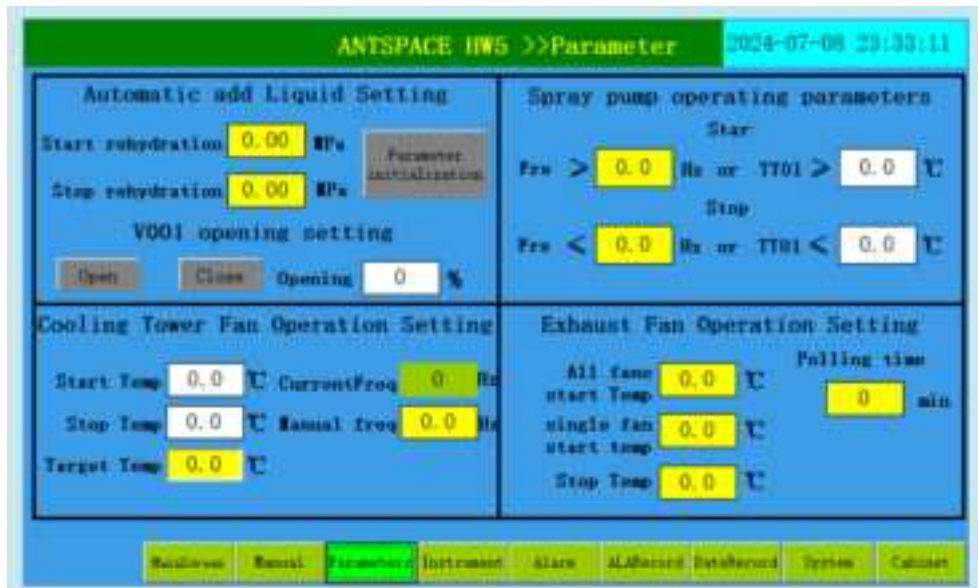 ANTSPACE HW5 >>Parameter
2024-07-08 23:33:11
Automatic add Liquid Setting
Start rehydration 0.00 MPa
Parameter
initialization
Stop rehydration 0.00 MPa
V001 opening setting
Open Close Opening 0 %
Spray pump operating parameters
Star
Fre > 0.0 Hz or TT01 > 0.0 ℃
Stop
Fre < 0.0 Hz or TT01 < 0.0 ℃
Cooling Tower Fan Operation Setting
Start Temp 0.0 ℃ CurrentFreq 0 Hz
Stop Temp 0.0 ℃ Manual freq 0.0 Hz
Target Temp 0.0 ℃
Exhaust Fan Operation Setting
All fans
start Temp 0.0 ℃
Polling time
0 min
single fan
start temp 0.0 ℃
Stop Temp 0.0 ℃
MainScreen Manual Parameters Instrument Alarm ALARecord DataRecord System Cabinet